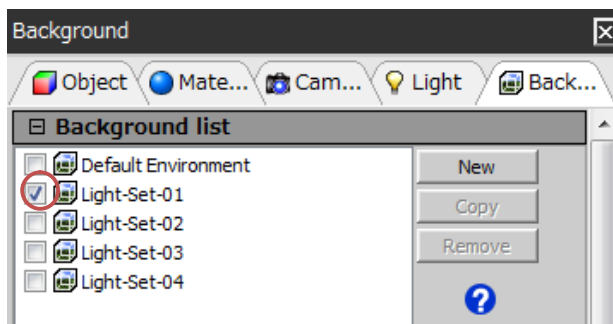 Background
Object Mate... Cam... Light Back...
Background list
Default Environment New
Light-Set-01
Copy
Light-Set-02
Remove
Light-Set-03
Light-Set-04
?